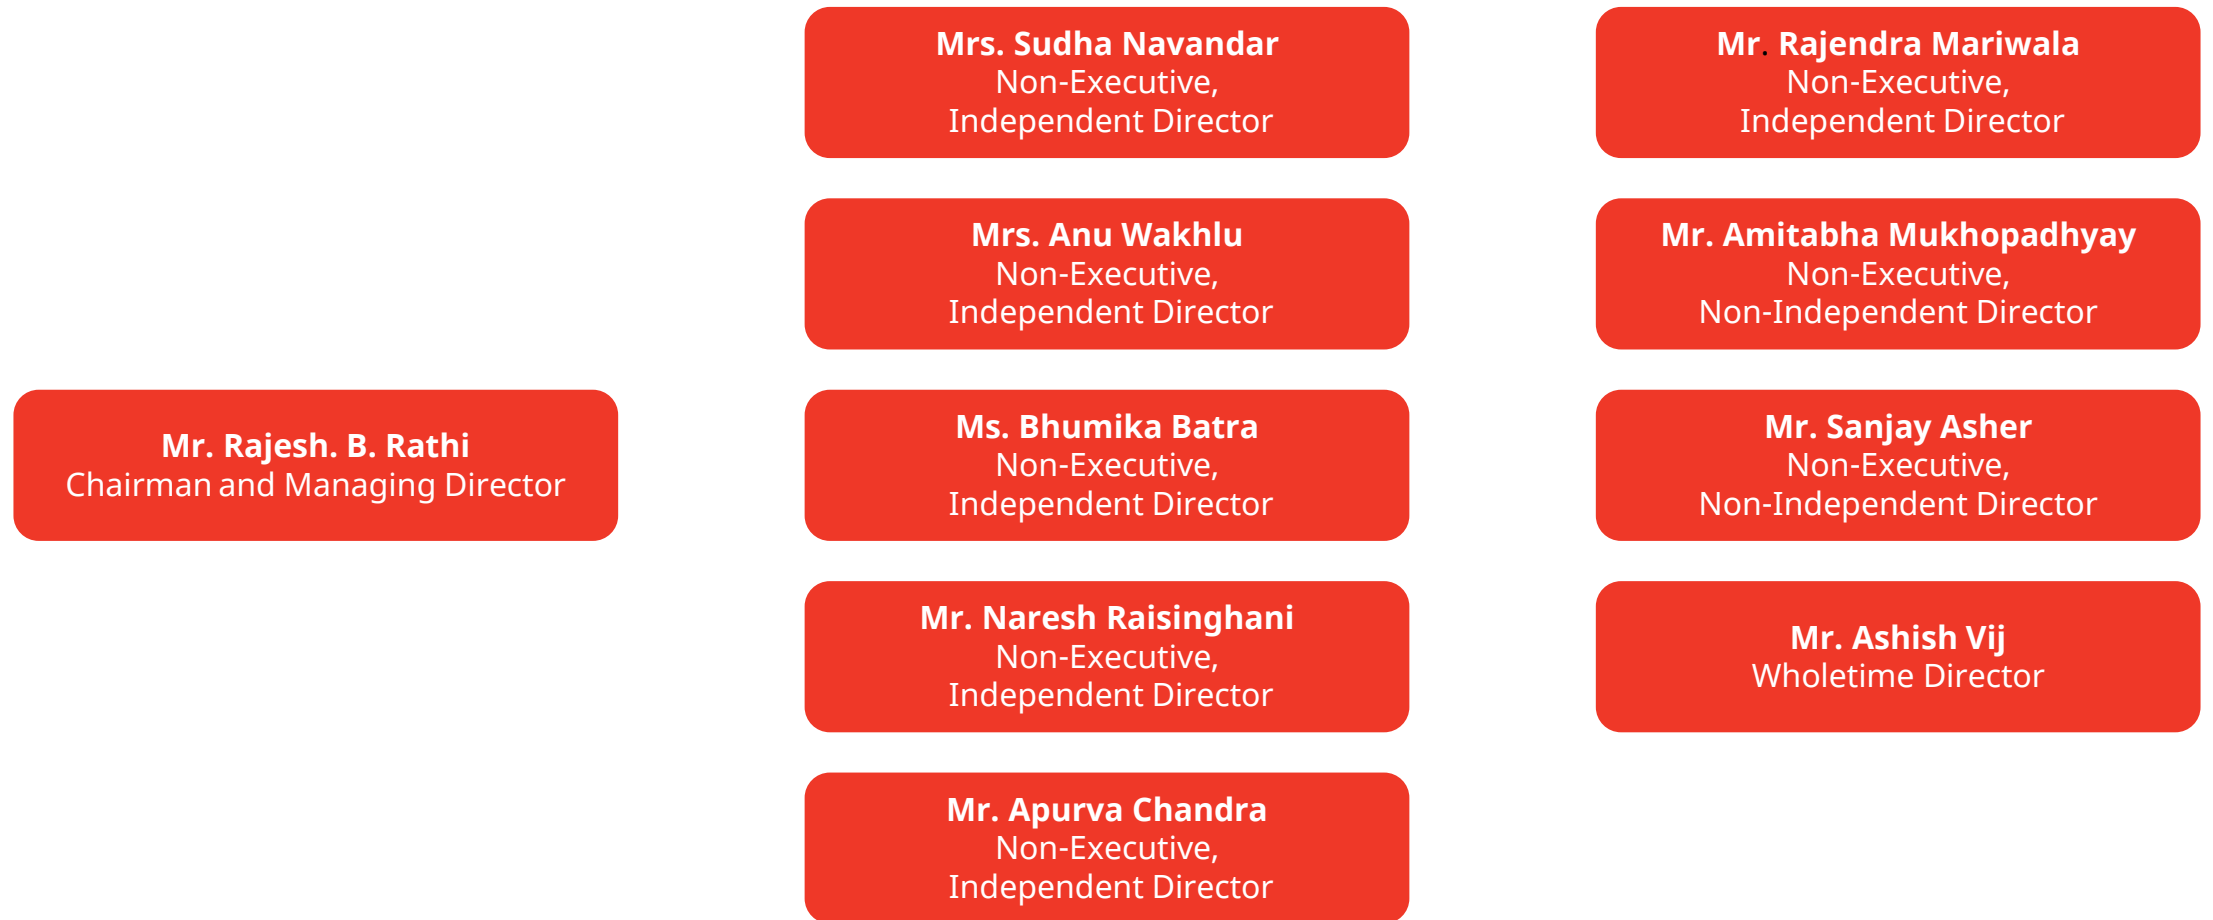 Mr. Rajesh. B. Rathi
Chairman and Managing Director
Mrs. Sudha Navandar
Non-Executive,
Independent Director
Mrs. Anu Wakhlu
Non-Executive,
Independent Director
Ms. Bhumika Batra
Non-Executive,
Independent Director
Mr. Naresh Raisinghani
Non-Executive,
Independent Director
Mr. Apurva Chandra
Non-Executive,
Independent Director
Mr. Rajendra Mariwala
Non-Executive,
Independent Director
Mr. Amitabha Mukhopadhyay
Non-Executive,
Non-Independent Director
Mr. Sanjay Asher
Non-Executive,
Non-Independent Director
Mr. Ashish Vij
Wholetime Director